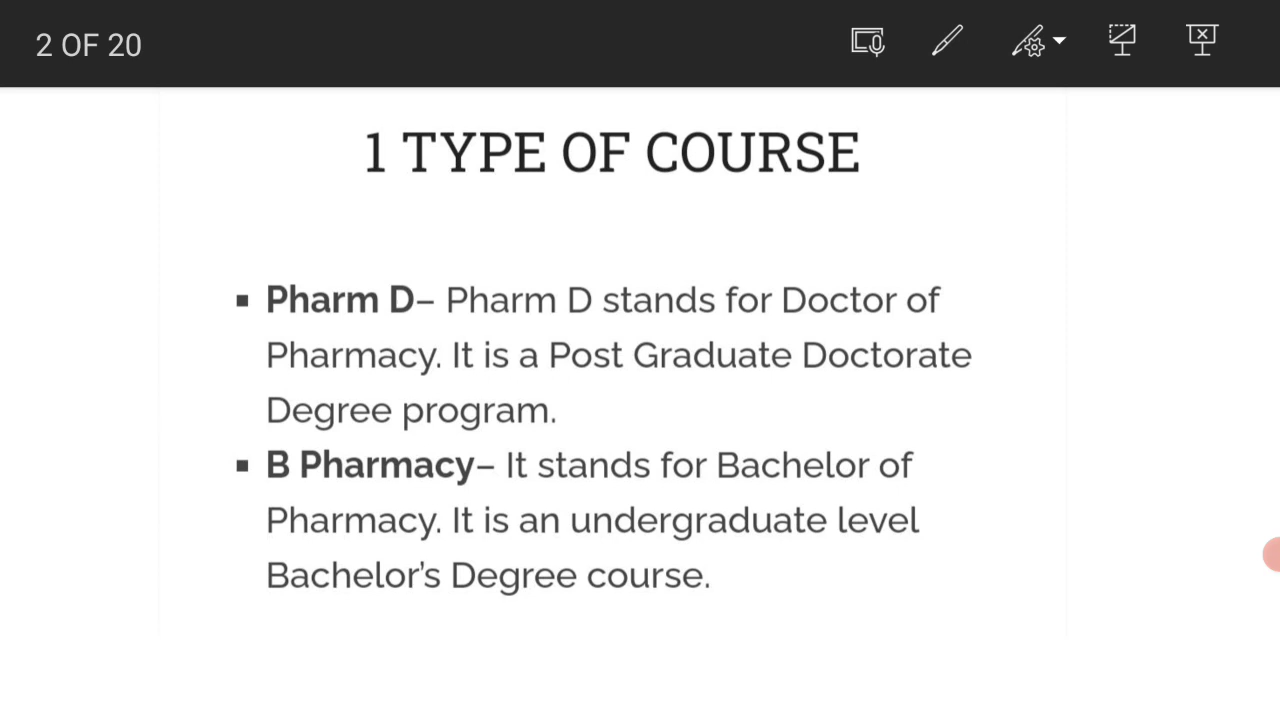 2 OF 20
1 TYPE OF COURSE
▪ Pharm D– Pharm D stands for Doctor of
Pharmacy. It is a Post Graduate Doctorate
Degree program.
▪ B Pharmacy– It stands for Bachelor of
Pharmacy. It is an undergraduate level
Bachelor’s Degree course.